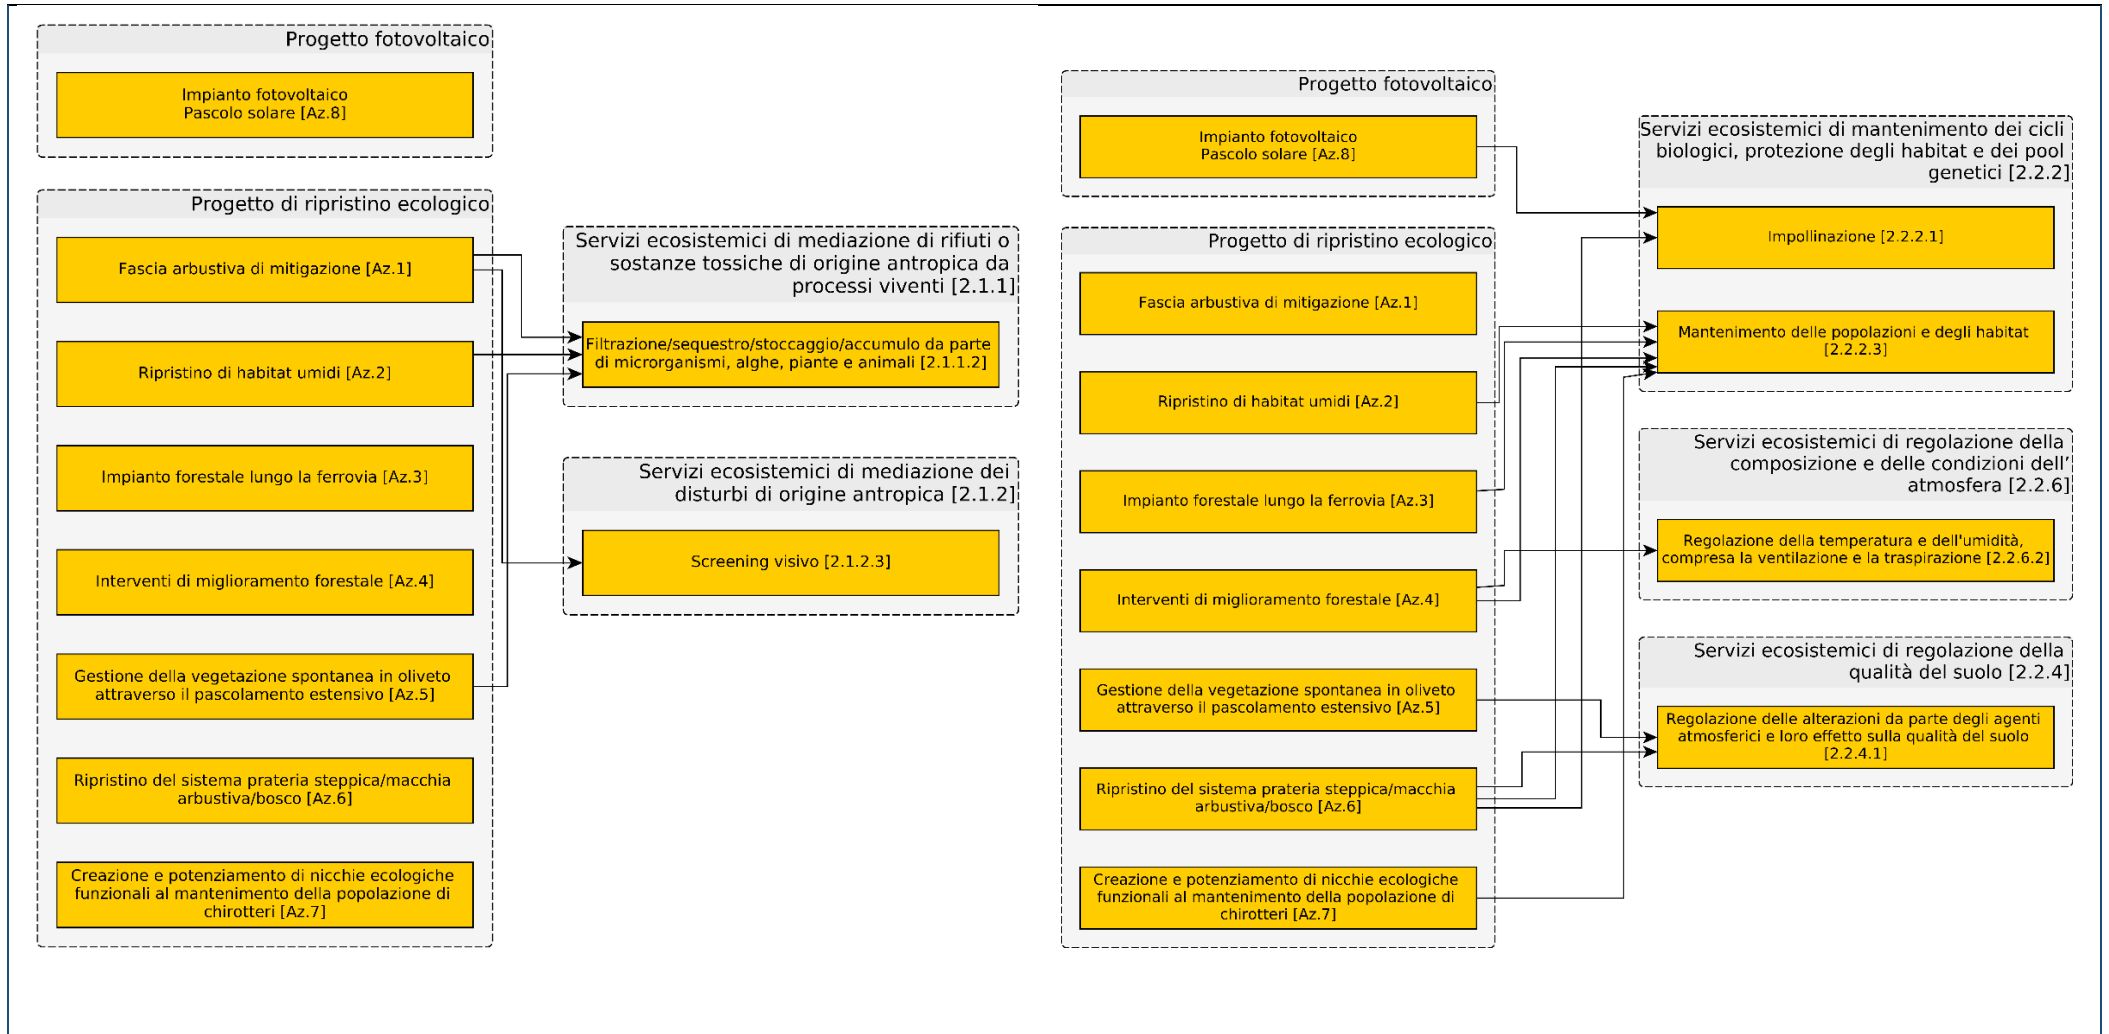 Progetto fotovoltaico
Impianto fotovoltaico
Pascolo solare [Az.8]
Progetto di ripristino ecologico
Fascia arbustiva di mitigazione [Az.1]
Ripristino di habitat umidi [Az.2]
Impianto forestale lungo la ferrovia [Az.3]
Interventi di miglioramento forestale [Az.4]
Gestione della vegetazione spontanea in oliveto
attraverso il pascolamento estensivo [Az.5]
Ripristino del sistema prateria steppica/macchia
arbustiva/bosco [Az.6]
Creazione e potenziamento di nicchie ecologiche
funzionali al mantenimento della popolazione di
chirotteri [Az.7]
Servizi ecosistemici di mediazione di rifiuti o
sostanze tossiche di origine antropica da
processi viventi [2.1.1]
Filtrazione/sequestro/stoccaggio/accumulo da parte
di microrganismi, alghe, piante e animali [2.1.1.2]
Servizi ecosistemici di mediazione dei
disturbi di origine antropica [2.1.2]
Screening visivo [2.1.2.3]
Progetto fotovoltaico
Impianto fotovoltaico
Pascolo solare [Az.8]
Progetto di ripristino ecologico
Fascia arbustiva di mitigazione [Az.1]
Ripristino di habitat umidi [Az.2]
Impianto forestale lungo la ferrovia [Az.3]
Interventi di miglioramento forestale [Az.4]
Gestione della vegetazione spontanea in oliveto
attraverso il pascolamento estensivo [Az.5]
Ripristino del sistema prateria steppica/macchia
arbustiva/bosco [Az.6]
Creazione e potenziamento di nicchie ecologiche
funzionali al mantenimento della popolazione di
chirotteri [Az.7]
Servizi ecosistemici di mantenimento dei cicli
biologici, protezione degli habitat e dei pool
genetici [2.2.2]
Impollinazione [2.2.2.1]
Mantenimento delle popolazioni e degli habitat
[2.2.2.3]
Servizi ecosistemici di regolazione della
composizione e delle condizioni dell’
atmosfera [2.2.6]
Regolazione della temperatura e dell'umidità,
compresa la ventilazione e la traspirazione [2.2.6.2]
Servizi ecosistemici di regolazione della
qualità del suolo [2.2.4]
Regolazione delle alterazioni da parte degli agenti
atmosferici e loro effetto sulla qualità del suolo
[2.2.4.1]